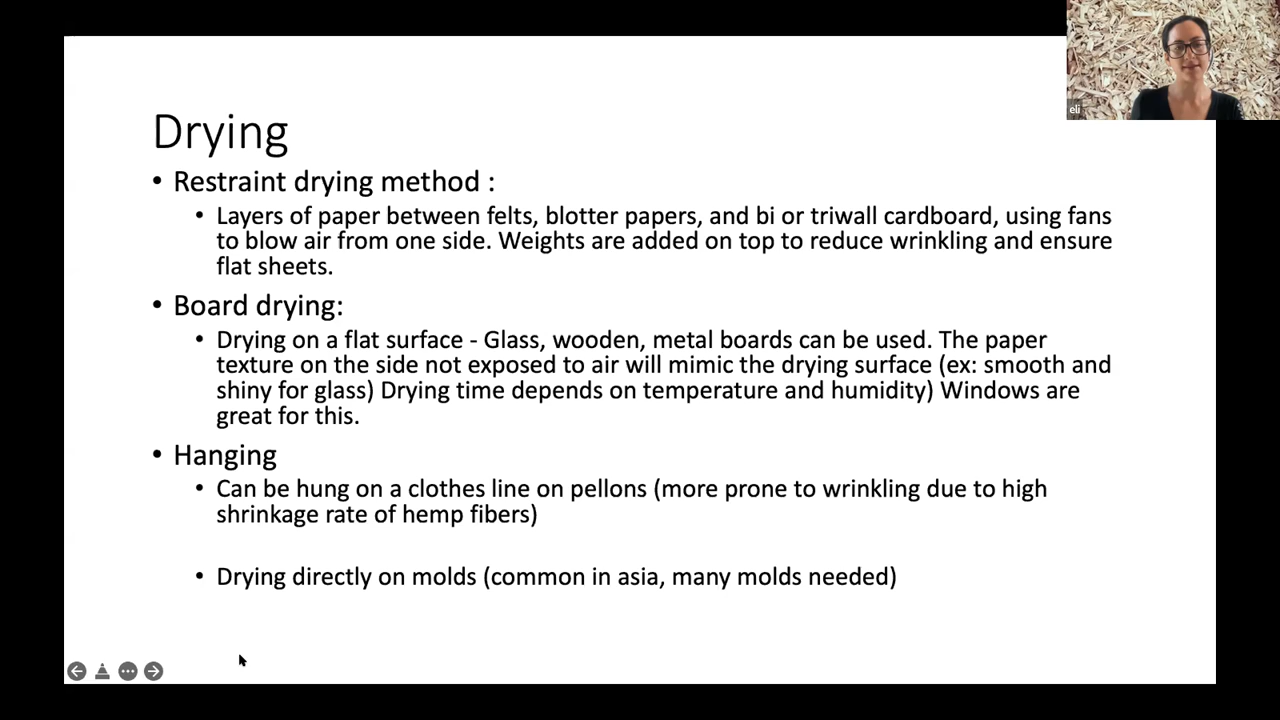 eli
Drying
• Restraint drying method :
• Layers of paper between felts, blotter papers, and bi or triwall cardboard, using fans
to blow air from one side. Weights are added on top to reduce wrinkling and ensure
flat sheets.
• Board drying:
• Drying on a flat surface - Glass, wooden, metal boards can be used. The paper
texture on the side not exposed to air will mimic the drying surface (ex: smooth and
shiny for glass) Drying time depends on temperature and humidity) Windows are
great for this.
• Hanging
• Can be hung on a clothes line on pellons (more prone to wrinkling due to high
shrinkage rate of hemp fibers)
• Drying directly on molds (common in asia, many molds needed)